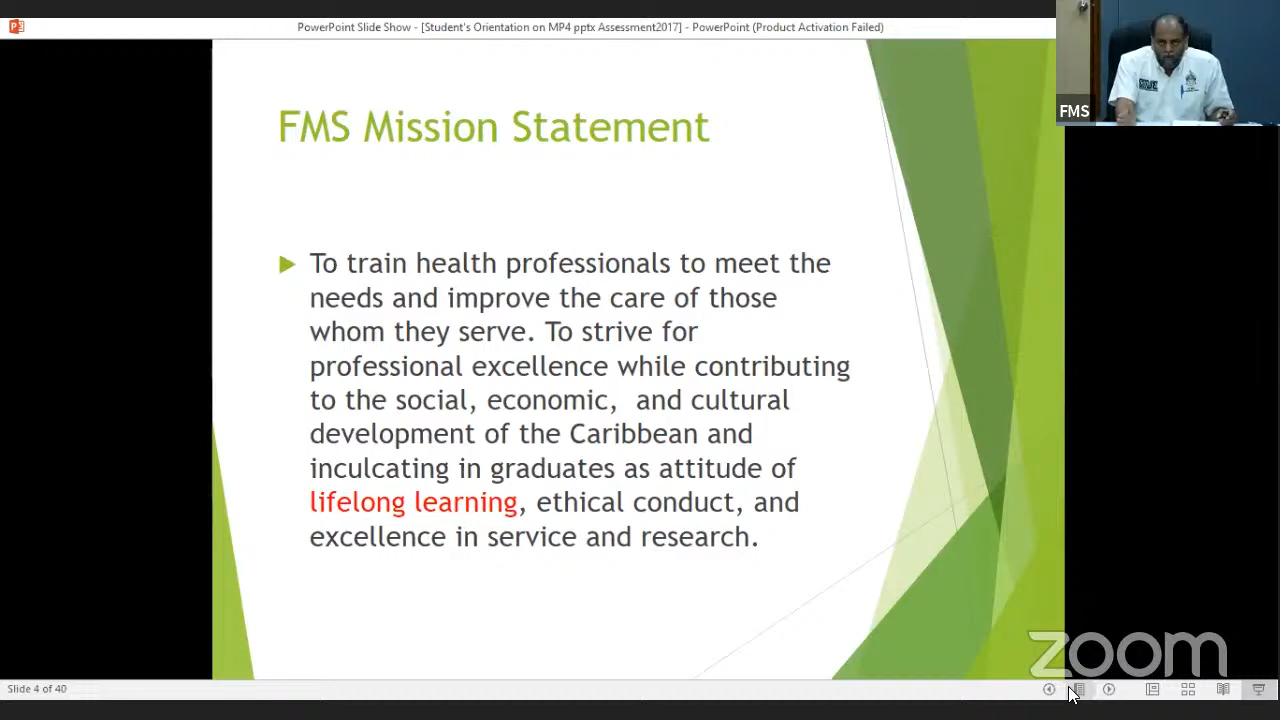 PowerPoint Slide Show - [Student's Orientation on MP4 pptx Assessment2017] - PowerPoint (Product Activation Failed)
FMS
FMS Mission Statement
To train health professionals to meet the
needs and improve the care of those
whom they serve. To strive for
professional excellence while contributing
to the social, economic, and cultural
development of the Caribbean and
inculcating in graduates as attitude of
lifelong learning, ethical conduct, and
excellence in service and research.
zoom
Slide 4 of 40